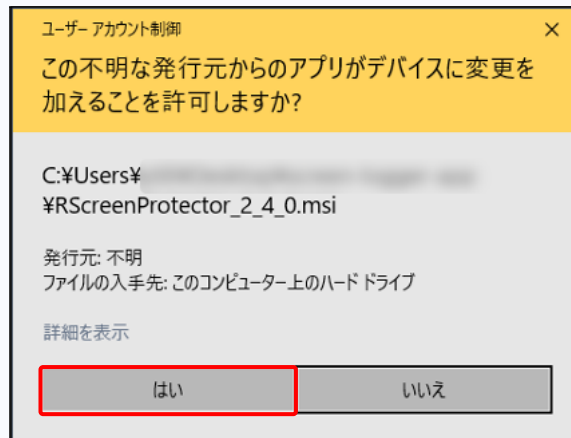 ユーザー アカウント制御
この不明な発行元からのアプリがデバイスに変更を
加えることを許可しますか?
C:¥Users¥
¥RScreenProtector_2_4_0.msi
発行元: 不明
ファイルの入手先: このコンピューター上のハード ドライブ
詳細を表示
はい
いいえ